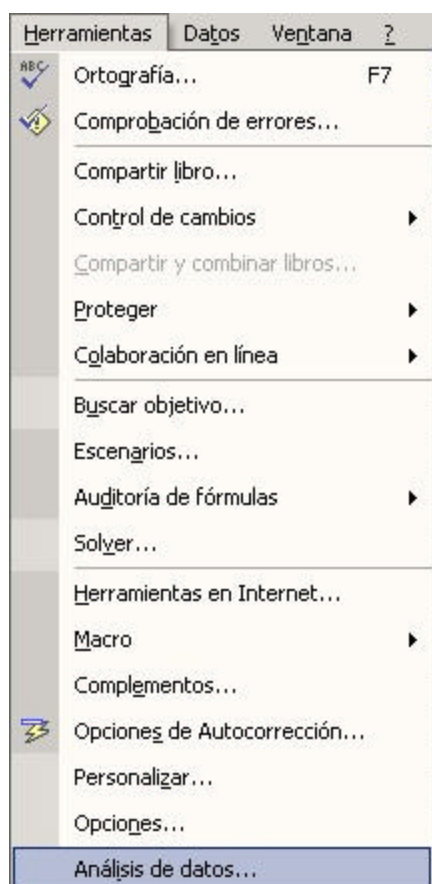 Herramientas Datos Ventana ?
ABC Ortografía... F7
Comprobación de errores...
Compartir libro...
Control de cambios
Compartir y combinar libros...
Proteger
Colaboración en línea
Buscar objetivo...
Escenarios...
Auditoría de fórmulas
Solver...
Herramientas en Internet...
Macro
Complementos...
Opciones de Autocorrección...
Personalizar...
Opciones...
Análisis de datos...